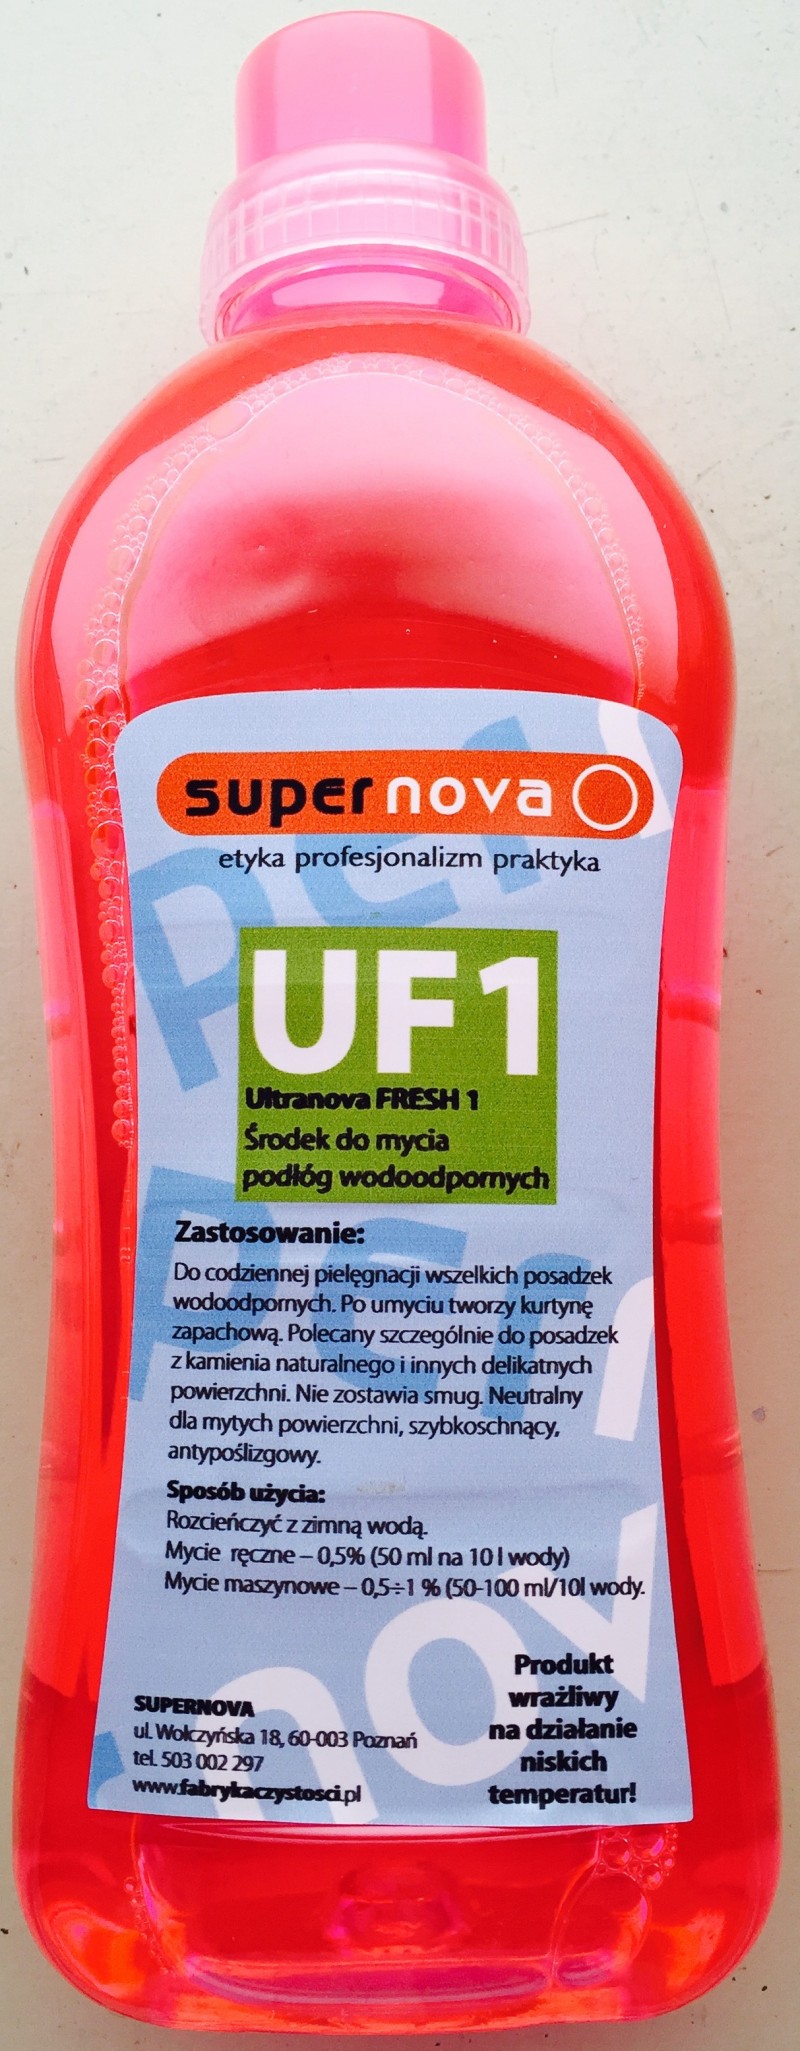 super nova
etyka profesjonalizm praktyka
UF1
Ultranova FRESH 1
Środek do mycia
podłóg wodoodpornych
Zastosowanie:
Do codziennej pielęgnacji wszelkich posadzek
wodoodpornych. Po umyciu tworzy kurtynę
zapachową. Polecany szczególnie do posadzek
z kamienia naturalnego i innych delikatnych
powierzchni. Nie zostawia smug. Neutralny
dla mytych powierzchni, szybkoschnący,
antypoślizgowy.
Sposób użycia:
Rozcieńczyć z zimną wodą.
Mycie ręczne – 0,5% (50 ml na 10 l wody)
Mycie maszynowe – 0,5÷1 % (50-100 ml/10l wody.
SUPERNOVA
ul. Wołczyńska 18, 60-003 Poznań
tel. 503 002 297
www.fabrykaczystosci.pl
Produkt
wrażliwy
na działanie
niskich
temperatur!